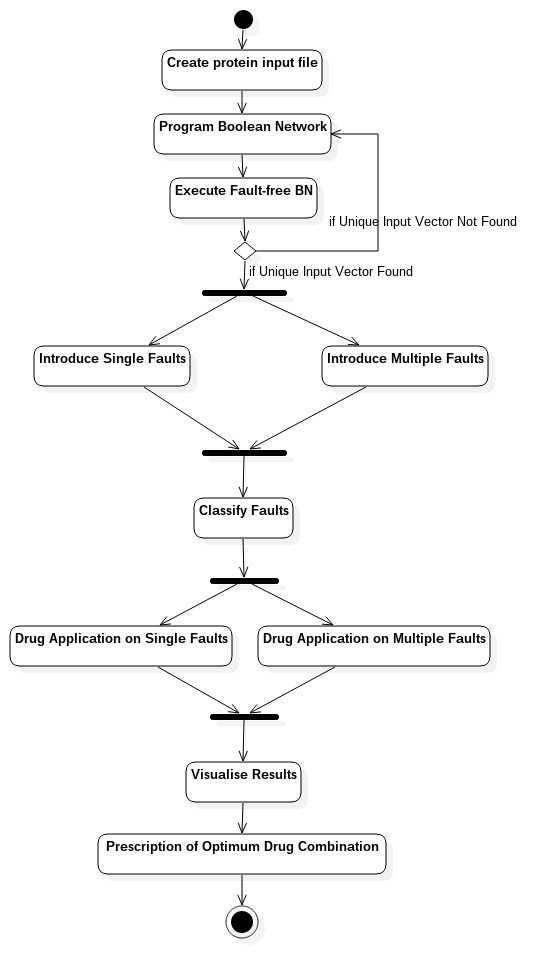 Create protein input file
Program Boolean Network
Execute Fault-free BN
if Unique Input Vector Not Found
if Unique Input Vector Found
Introduce Single Faults
Introduce Multiple Faults
Classify Faults
Drug Application on Single Faults
Drug Application on Multiple Faults
Visualise Results
Prescription of Optimum Drug Combination